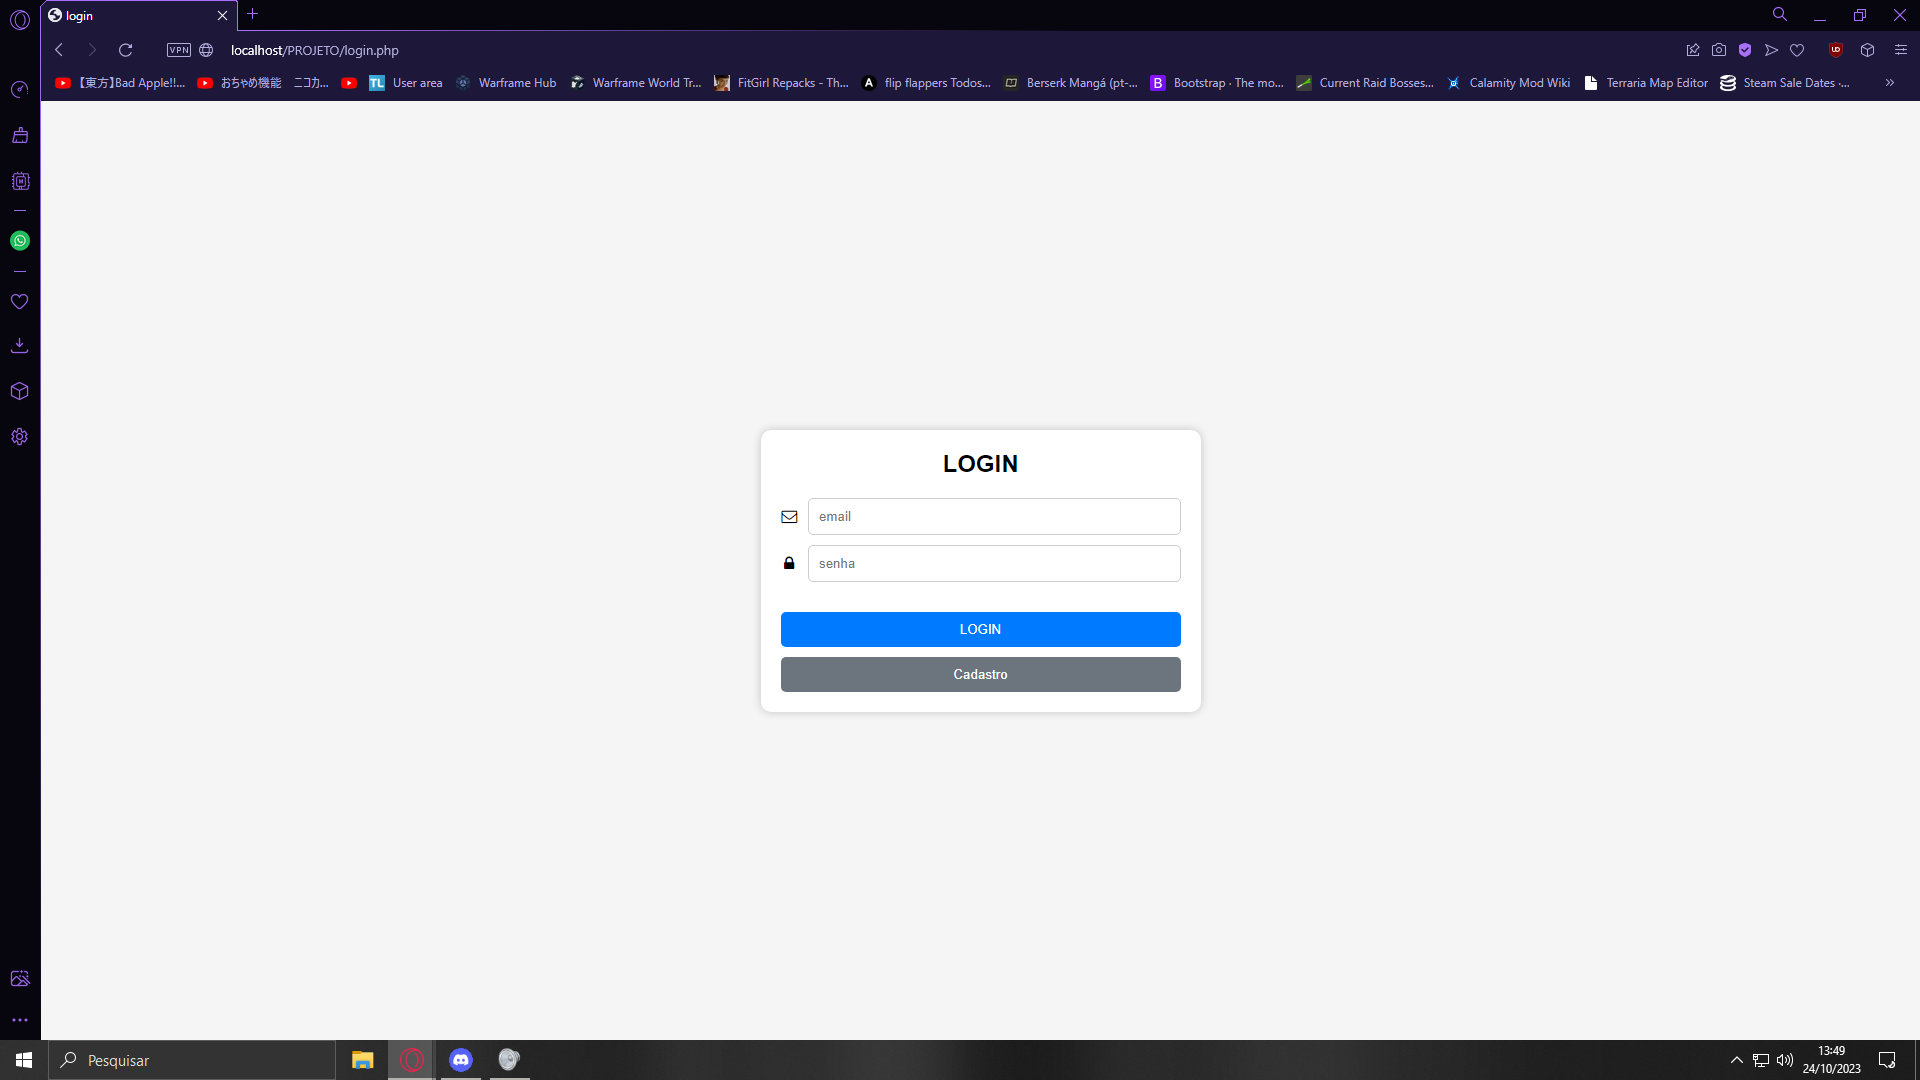 login
VPN
localhost/PROJETO/login.php
【東方】Bad Apple!!...
おちゃめ機能 ニコカ...
TL User area
Warframe Hub
Warframe World Tr...
FitGirl Repacks - Th...
A flip flappers Todos...
Berserk Mangá (pt-...
B Bootstrap · The mo...
Current Raid Bosses...
Calamity Mod Wiki
Terraria Map Editor
Steam Sale Dates ·...
LOGIN
email
senha
LOGIN
Cadastro
Pesquisar
13:49
24/10/2023